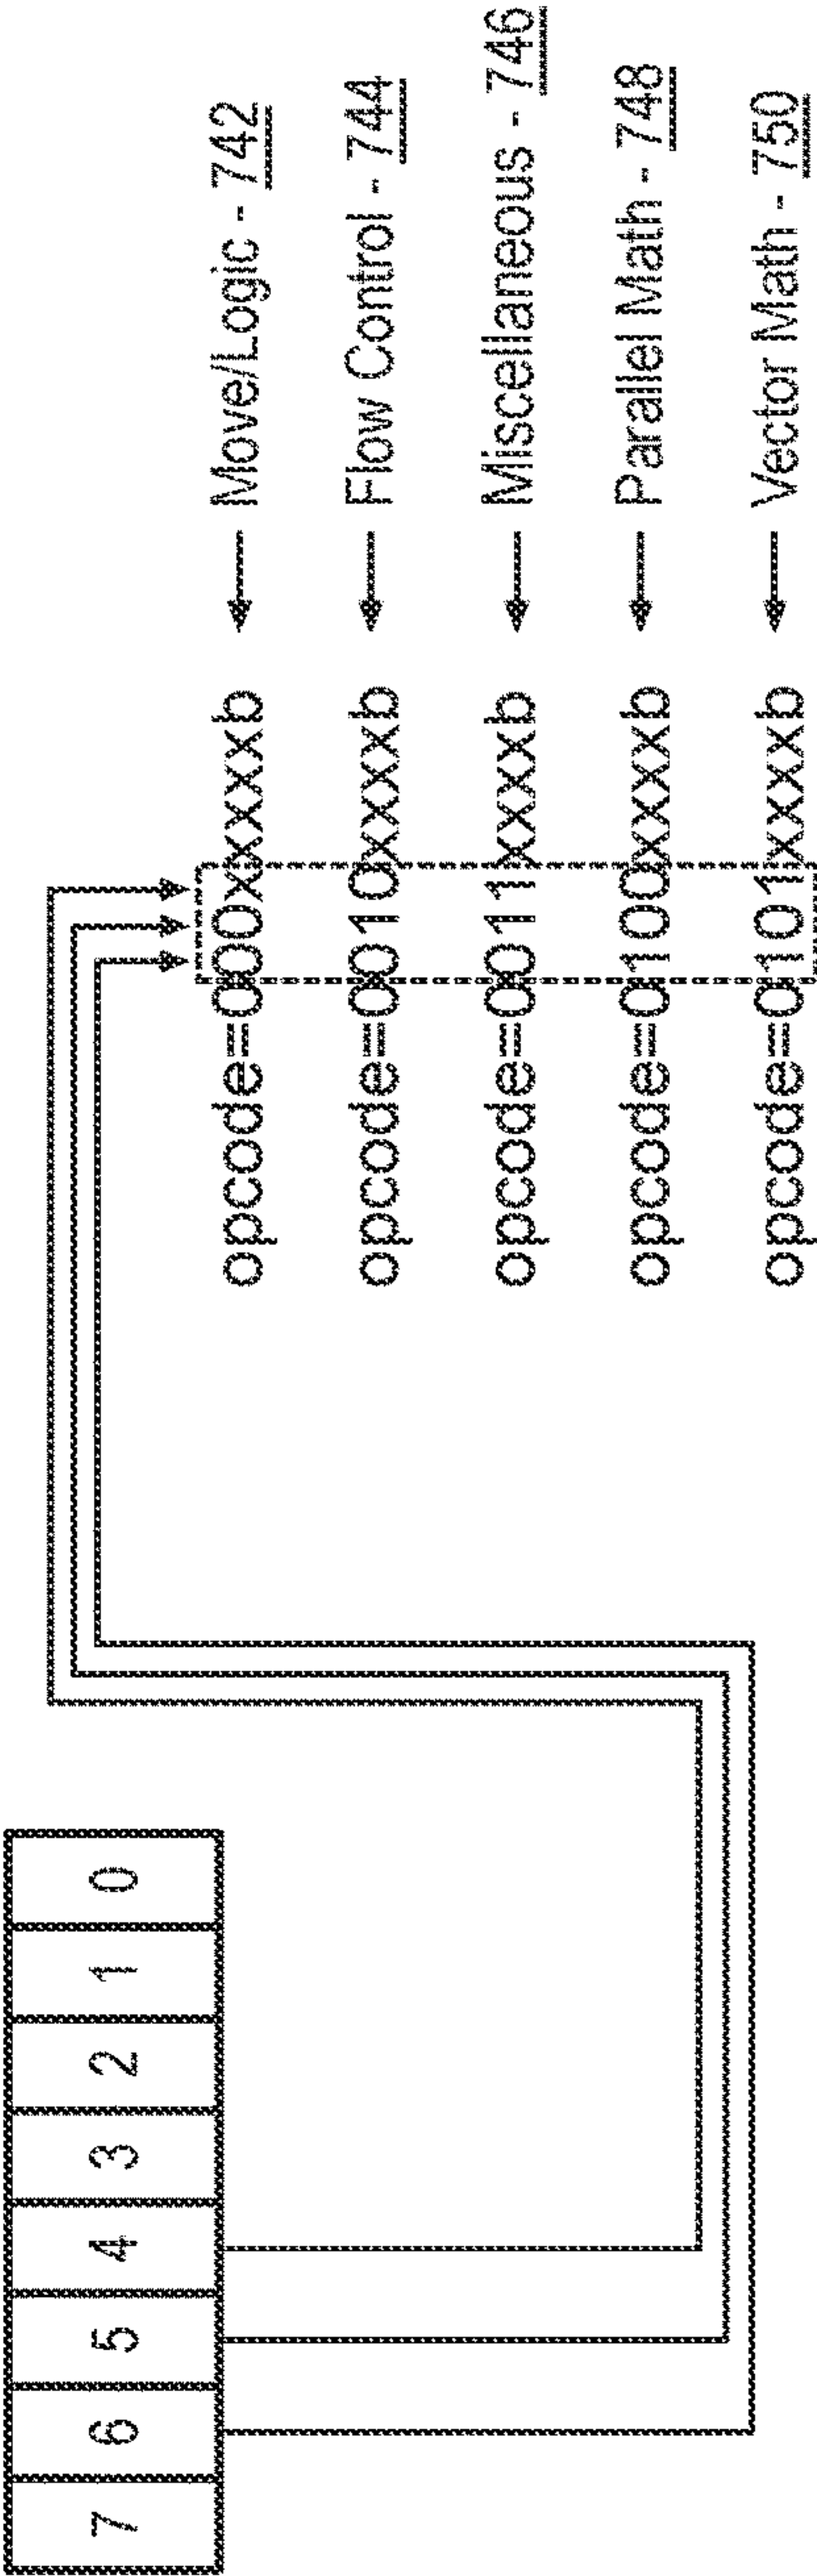 7 6 5 4 3 2 1 0
opcode=000xxxxxb Move/Logic - 742
opcode=0010xxxxb Flow Control - 744
opcode=0011xxxxb Miscellaneous - 746
opcode=0100xxxxb Parallel Math - 748
opcode=0101xxxxb Vector Math - 750